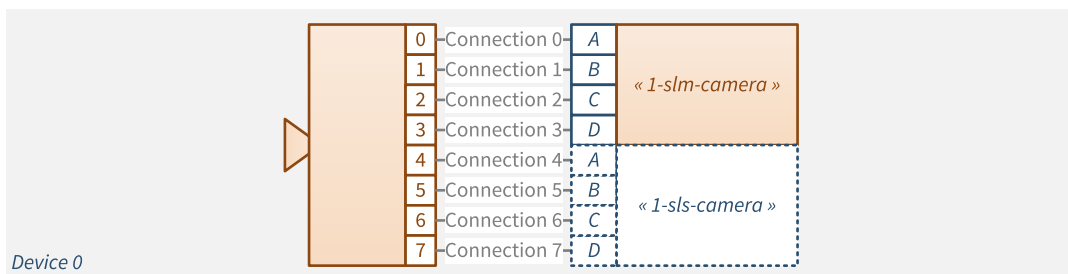 0 Connection 0 A
1 Connection 1 B
2 Connection 2 C
« 1-slm-camera »
3 Connection 3 D
4 Connection 4 A
5 Connection 5 B
« 1-sls-camera »
6 Connection 6 C
7 Connection 7 D
Device 0